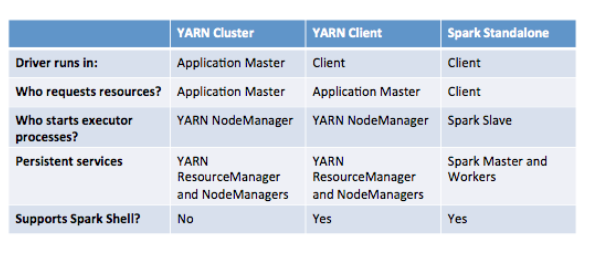 YARN Cluster YARN Client Spark Standalone
Driver runs in: Application Master Client Client
Who requests resources? Application Master Application Master Client
Who starts executor YARN NodeManager YARN NodeManager Spark Slave
processes?
Persistent services YARN YARN Spark Master and
ResourceManager ResourceManager Workers
and NodeManagers and NodeManagers
Supports Spark Shell? No Yes Yes